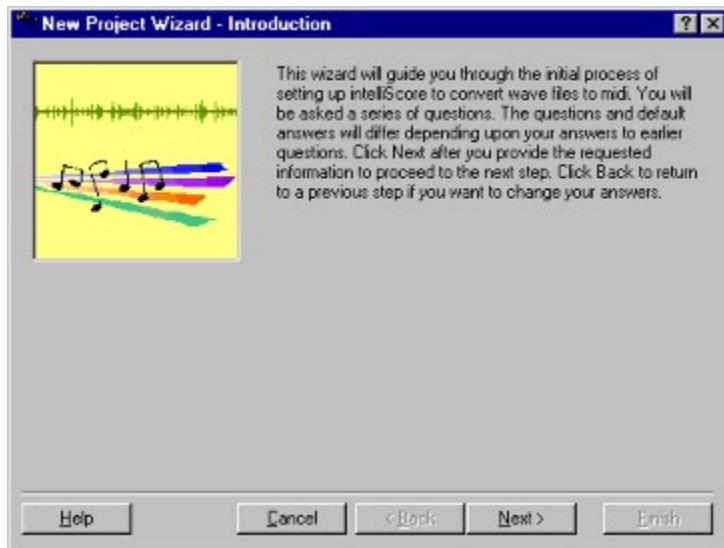 New Project Wizard - Introduction
This wizard will guide you through the initial process of
setting up intelliScore to convert wave files to midi. You will
be asked a series of questions. The questions and default
answers will differ depending upon your answers to earlier
questions. Click Next after you provide the requested
information to proceed to the next step. Click Back to return
to a previous step if you want to change your answers.
Help Cancel < Back Next > Finish